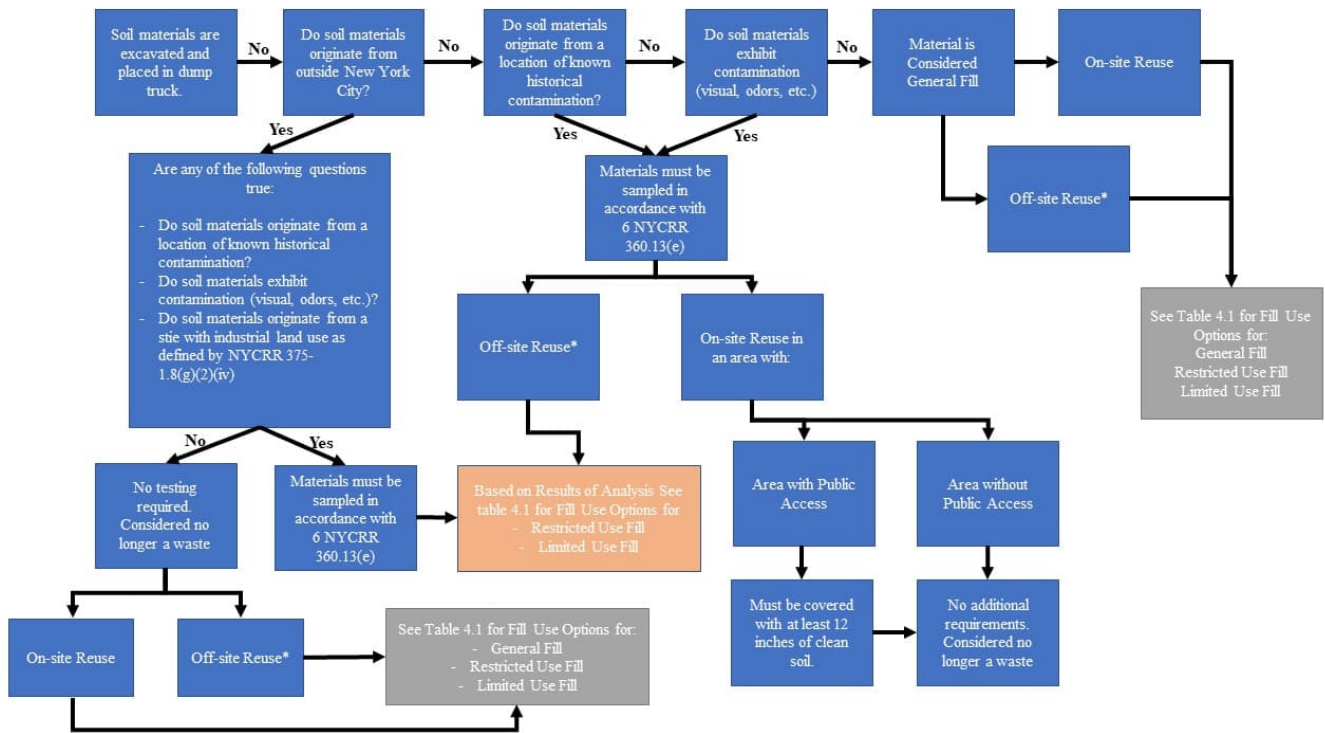 Soil materials are
excavated and
placed in dump
truck.
No
Do soil materials
originate from
outside New York
City?
No
Do soil materials
originate from a
location of known
historical
contamination?
No
Do soil materials
exhibit
contamination
(visual, odors, etc.)
No
Material is
Considered
General Fill
On-site Reuse
Yes
Yes
Yes
Off-site Reuse*
Are any of the following questions
true:
- Do soil materials originate from a
location of known historical
contamination?
- Do soil materials exhibit
contamination (visual, odors, etc.)?
- Do soil materials originate from a
stie with industrial land use as
defined by NYCRR 375-
1.8(g)(2)(iv)
Materials must be
sampled in
accordance with
6 NYCRR
360.13(e)
Off-site Reuse*
On-site Reuse in
an area with:
See Table 4.1 for Fill Use
Options for:
General Fill
Restricted Use Fill
Limited Use Fill
No
Yes
No testing
required.
Considered no
longer a waste
Materials must be
sampled in
accordance with
6 NYCRR
360.13(e)
Based on Results of Analysis See
table 4.1 for Fill Use Options for
- Restricted Use Fill
- Limited Use Fill
Area with Public
Access
Area without
Public Access
On-site Reuse
Off-site Reuse*
See Table 4.1 for Fill Use Options for:
- General Fill
- Restricted Use Fill
- Limited Use Fill
Must be covered
with at least 12
inches of clean
soil.
No additional
requirements.
Considered no
longer a waste